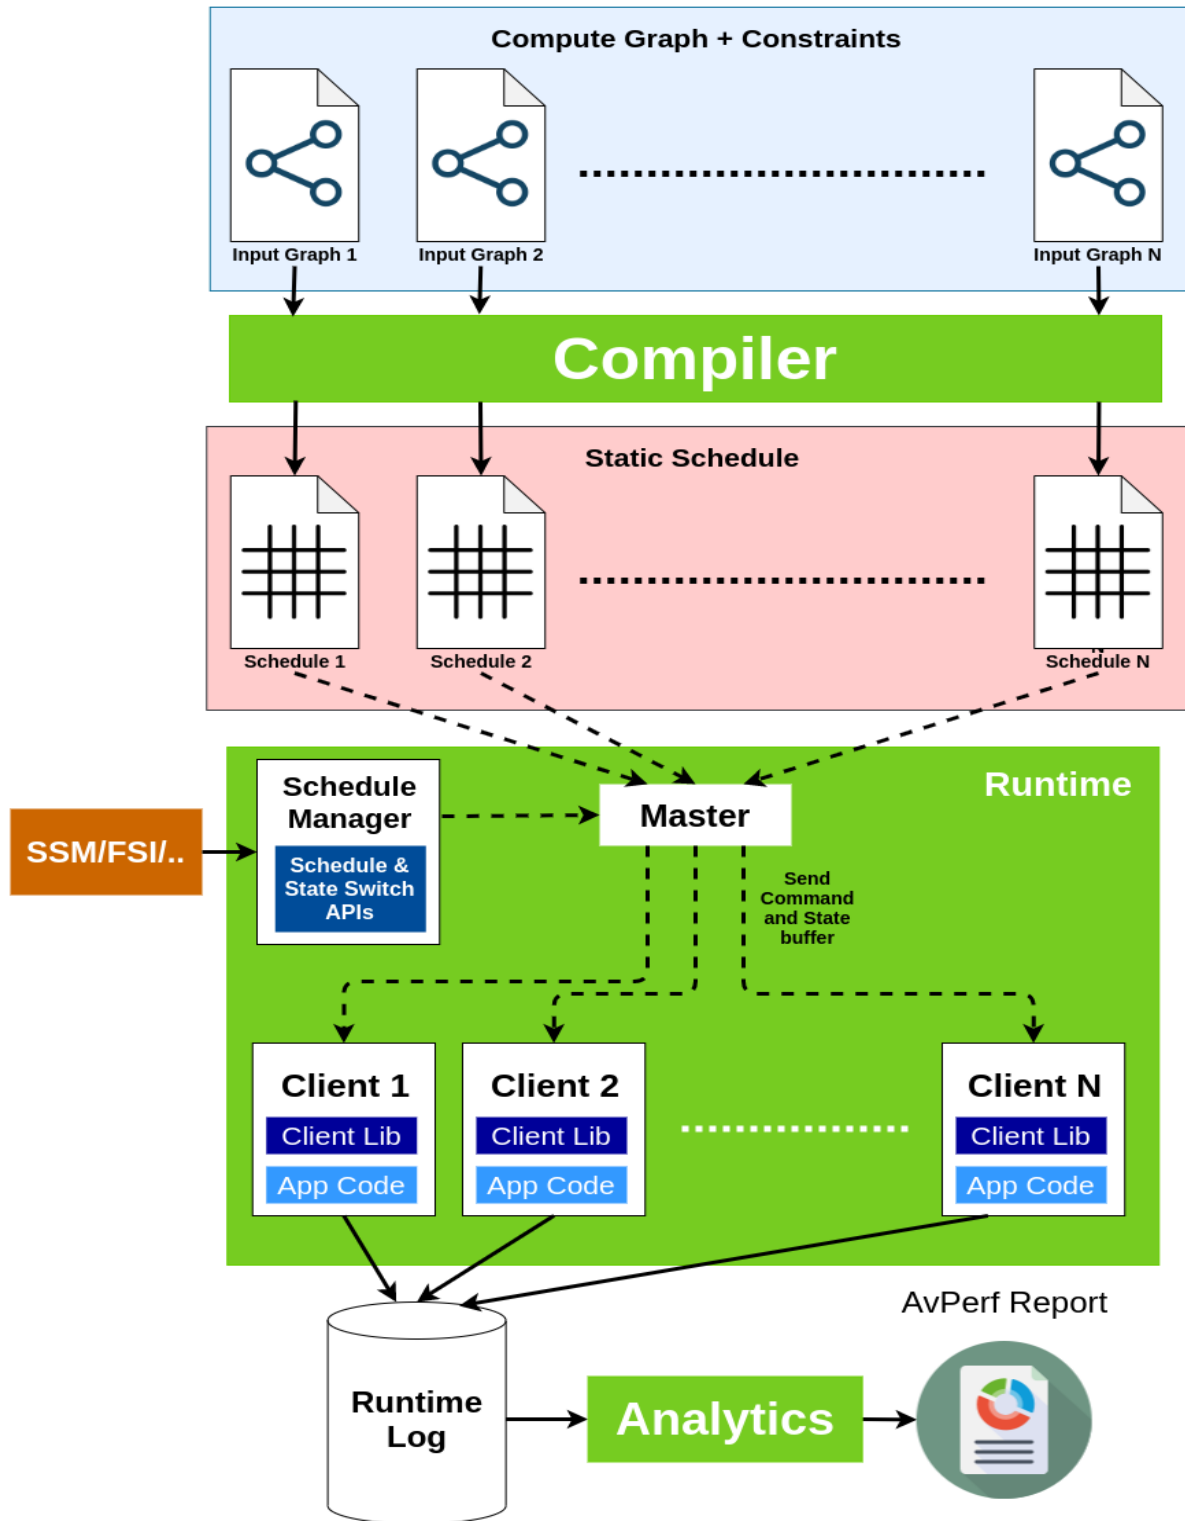 Compute Graph + Constraints
Input Graph 1
Input Graph 2
Input Graph N
Compiler
Static Schedule
Schedule 1
Schedule 2
Schedule N
Runtime
Schedule
Manager
Schedule &
State Switch
APIs
SSM/FSI/..
Master
Send
Command
and State
buffer
Client 1
Client Lib
App Code
Client 2
Client Lib
App Code
Client N
Client Lib
App Code
AvPerf Report
Runtime
Log
Analytics